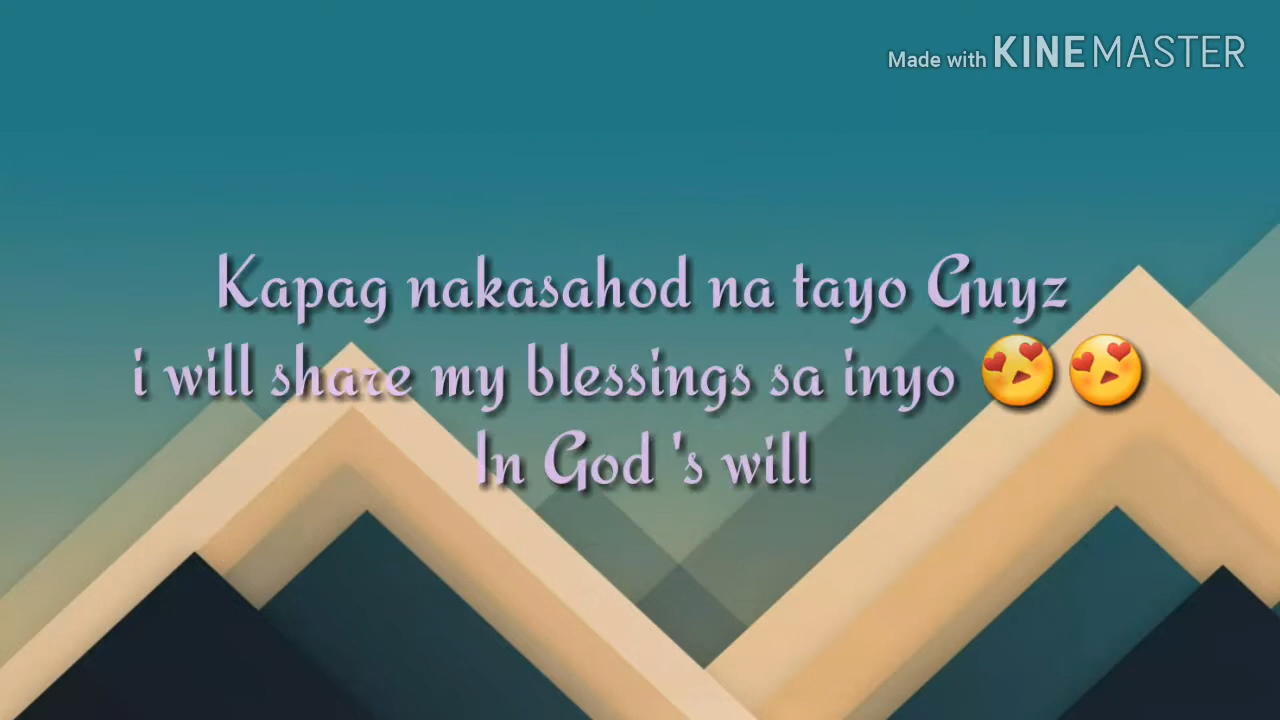 Made with KINEMASTER
Kapag nakasahod na tayo Guyz
i will share my blessings sa inyo 😍😍
In God 's will